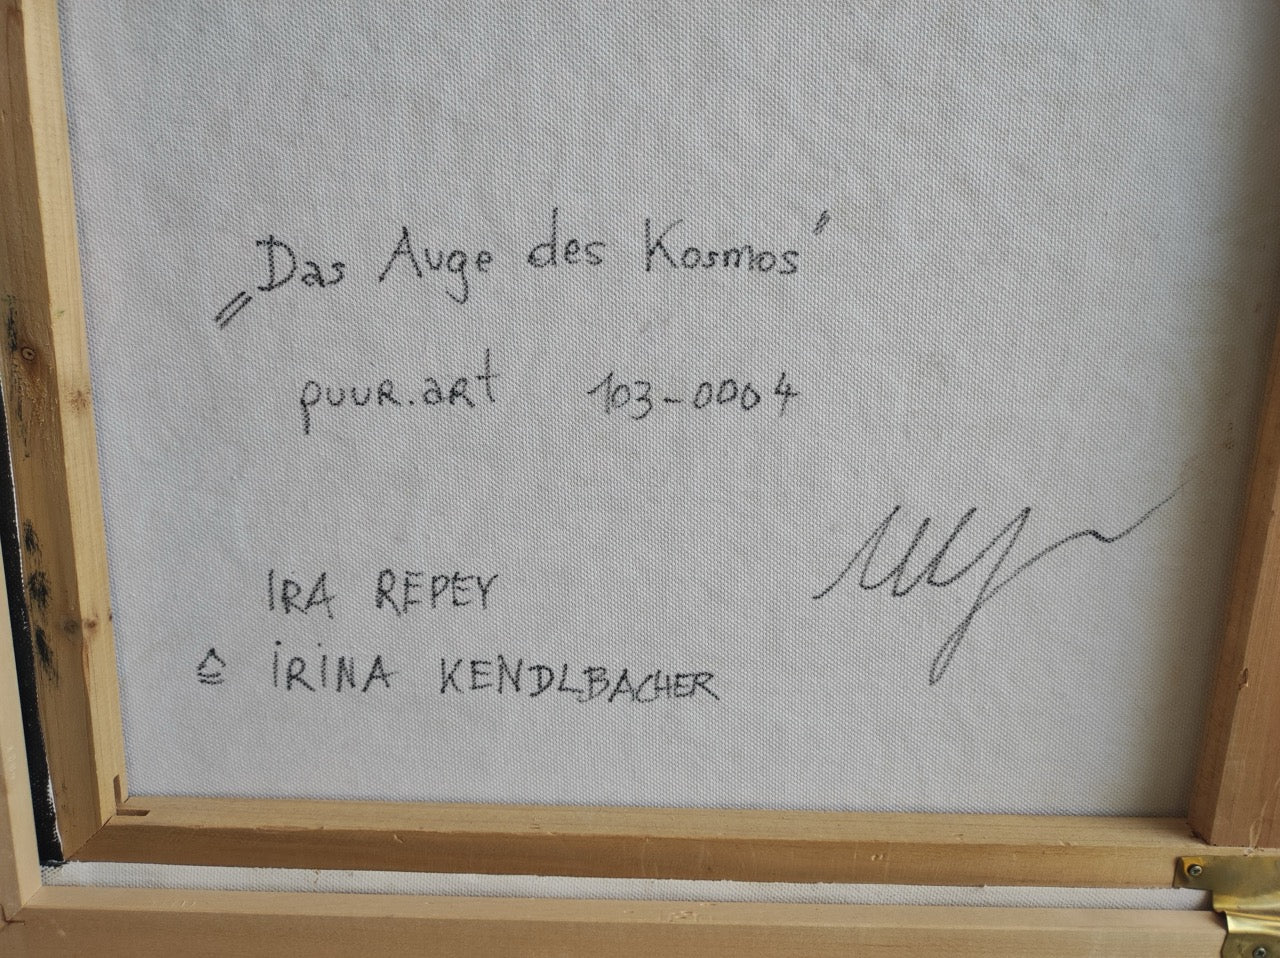 „Das Auge des Kosmos"
puur.art 103-0004
IRA REPEY
≙ IRINA KENDLBACHER